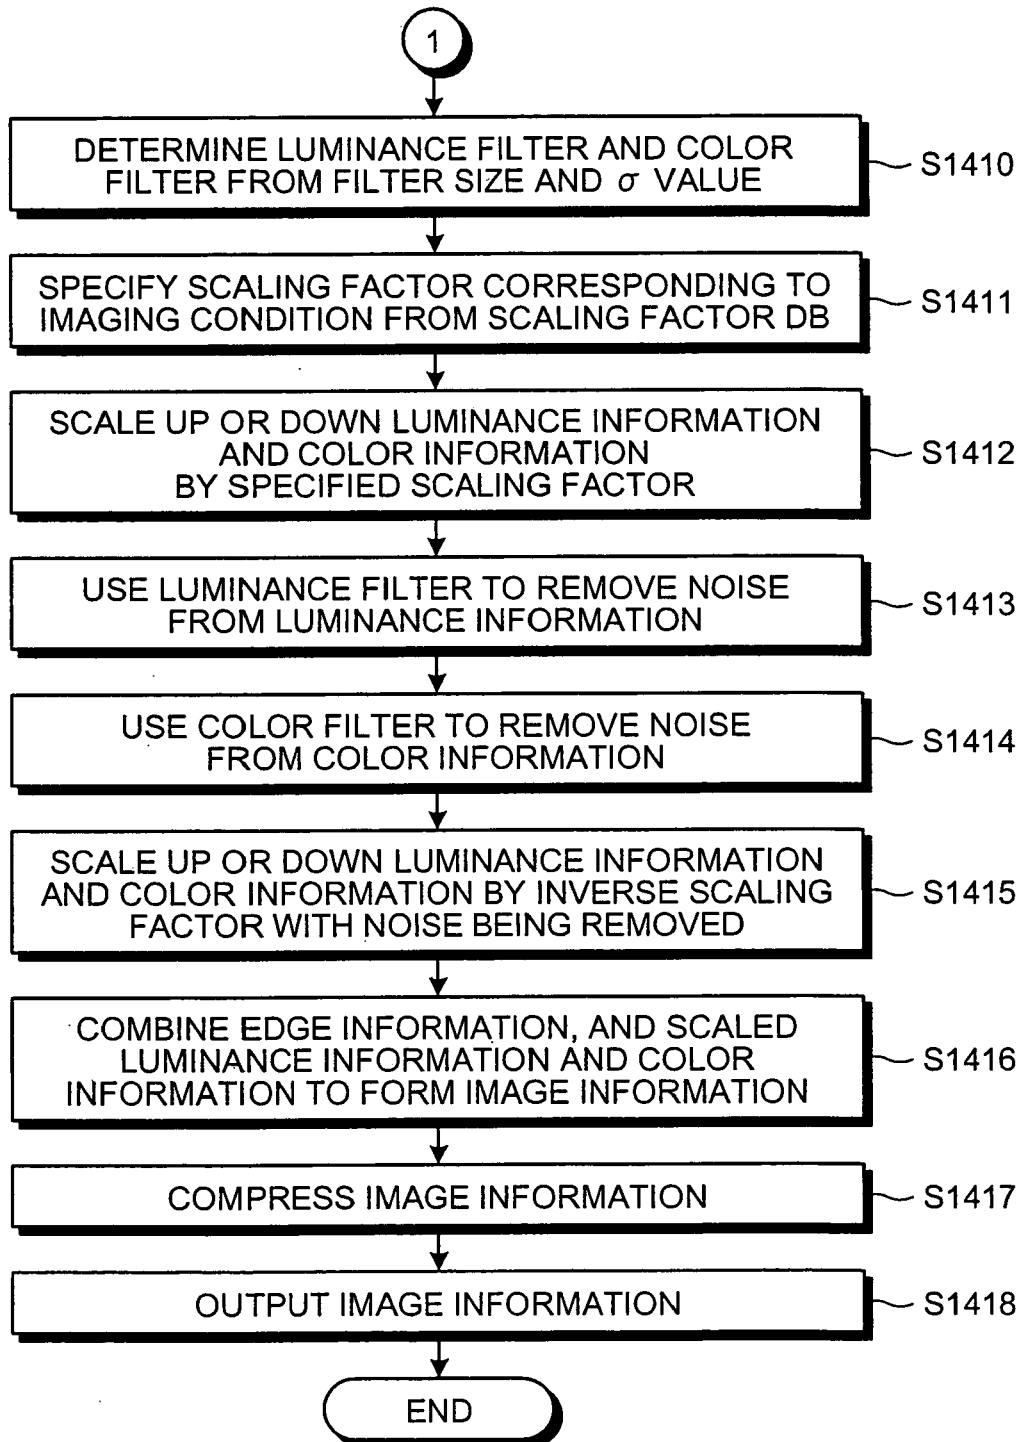 1
DETERMINE LUMINANCE FILTER AND COLOR
FILTER FROM FILTER SIZE AND σ VALUE
S1410
SPECIFY SCALING FACTOR CORRESPONDING TO
IMAGING CONDITION FROM SCALING FACTOR DB
S1411
SCALE UP OR DOWN LUMINANCE INFORMATION
AND COLOR INFORMATION
BY SPECIFIED SCALING FACTOR
S1412
USE LUMINANCE FILTER TO REMOVE NOISE
FROM LUMINANCE INFORMATION
S1413
USE COLOR FILTER TO REMOVE NOISE
FROM COLOR INFORMATION
S1414
SCALE UP OR DOWN LUMINANCE INFORMATION
AND COLOR INFORMATION BY INVERSE SCALING
FACTOR WITH NOISE BEING REMOVED
S1415
COMBINE EDGE INFORMATION, AND SCALED
LUMINANCE INFORMATION AND COLOR
INFORMATION TO FORM IMAGE INFORMATION
S1416
COMPRESS IMAGE INFORMATION
S1417
OUTPUT IMAGE INFORMATION
S1418
END